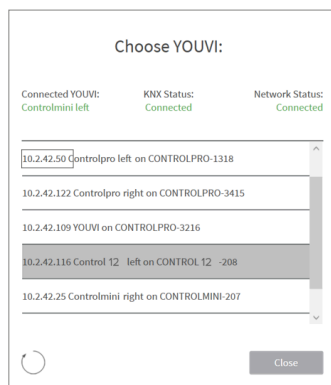 Choose YOUVI:
Connected YOUVI: KNX Status: Network Status:
Controlmini left Connected Connected
10.2.42.50 Controlpro left on CONTROLPRO-1318
10.2.42.122 Controlpro right on CONTROLPRO-3415
10.2.42.109 YOUVI on CONTROLPRO-3216
10.2.42.116 Control 12 left on CONTROL 12 -208
10.2.42.25 Controlmini right on CONTROLMINI-207
Close